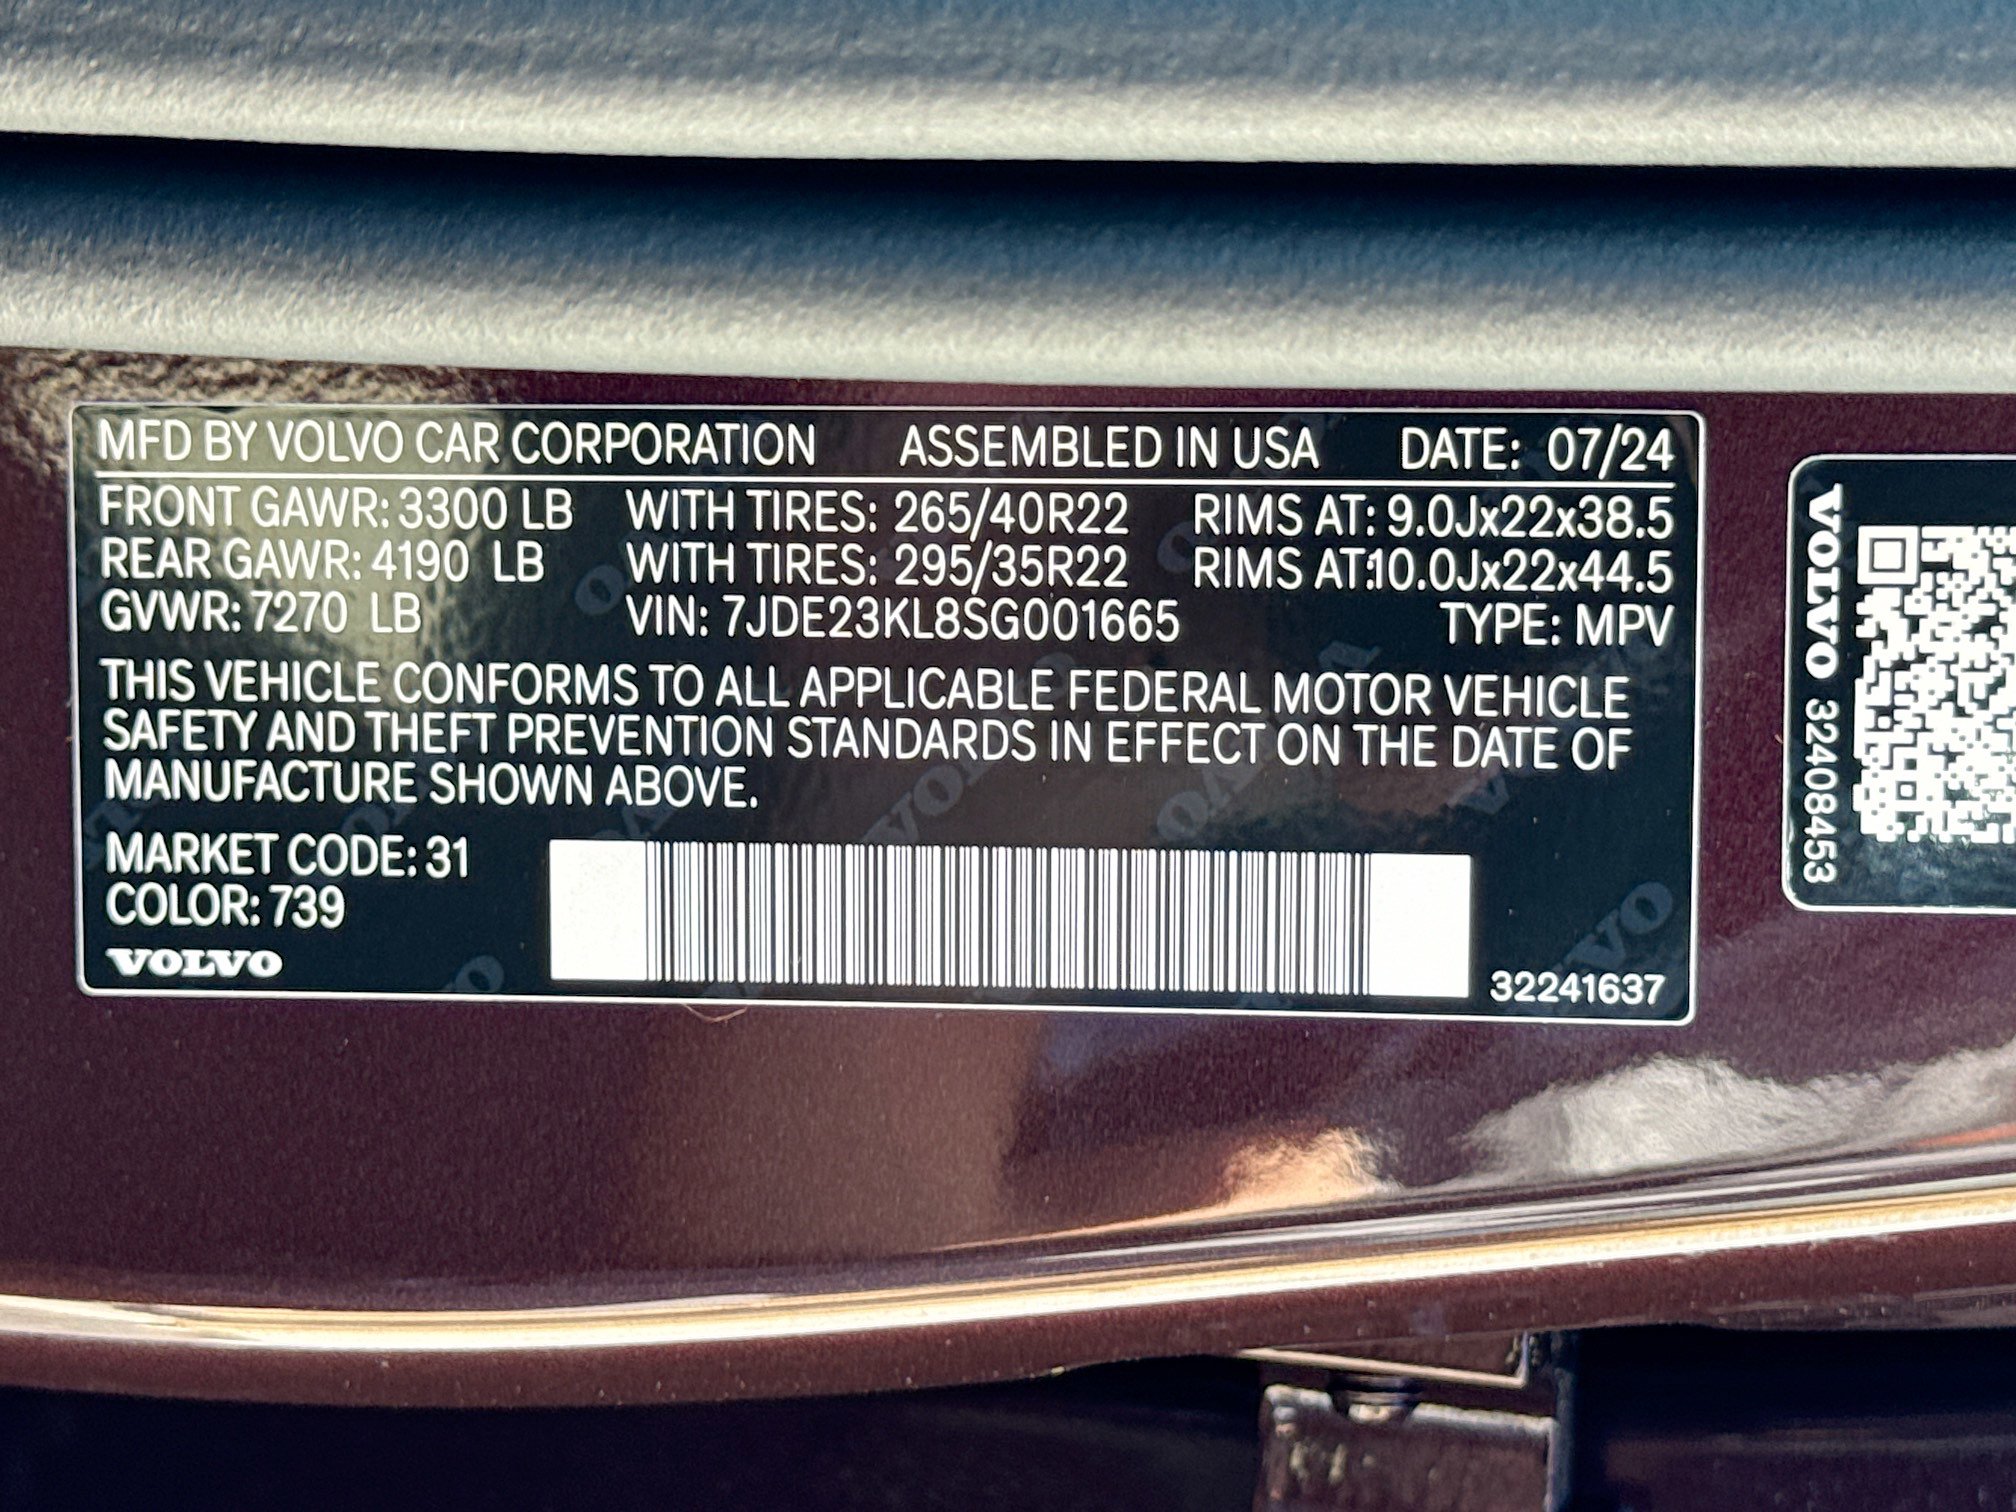 MFD BY VOLVO CAR CORPORATION ASSEMBLED IN USA DATE: 07/24
FRONT GAWR: 3300 LB WITH TIRES: 265/40R22 RIMS AT: 9.0Jx22x38.5
REAR GAWR: 4190 LB WITH TIRES: 295/35R22 RIMS AT:10.0Jx22x44.5
GVWR: 7270 LB VIN: 7JDE23KL8SG001665 TYPE: MPV
THIS VEHICLE CONFORMS TO ALL APPLICABLE FEDERAL MOTOR VEHICLE
SAFETY AND THEFT PREVENTION STANDARDS IN EFFECT ON THE DATE OF
MANUFACTURE SHOWN ABOVE.
MARKET CODE: 31
COLOR: 739
VOLVO
32241637
VOLVO 32408453